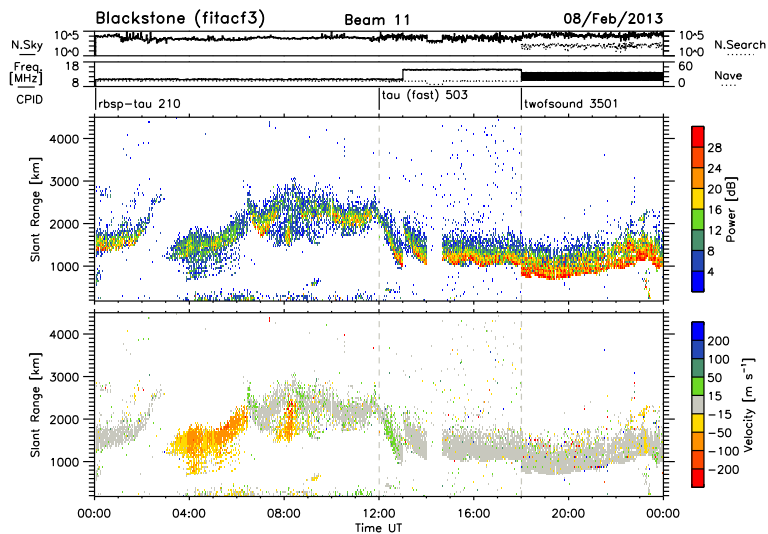 Blackstone (fitacf3) Beam 11 08/Feb/2013
N.Sky 10^5 10^0 10^5 10^0 N.Search
Freq. [MHz] 18 8 60 6 Nave
CPID rbsp-tau 210 tau (fast) 503 twofsound 3501
Slant Range [km]
4000
3000
2000
1000
Power [dB]
28
24
20
16
12
8
4
Slant Range [km]
4000
3000
2000
1000
Velocity [m s⁻¹]
200
100
50
15
-15
-50
-100
-200
00:00 04:00 08:00 12:00 16:00 20:00 00:00
Time UT